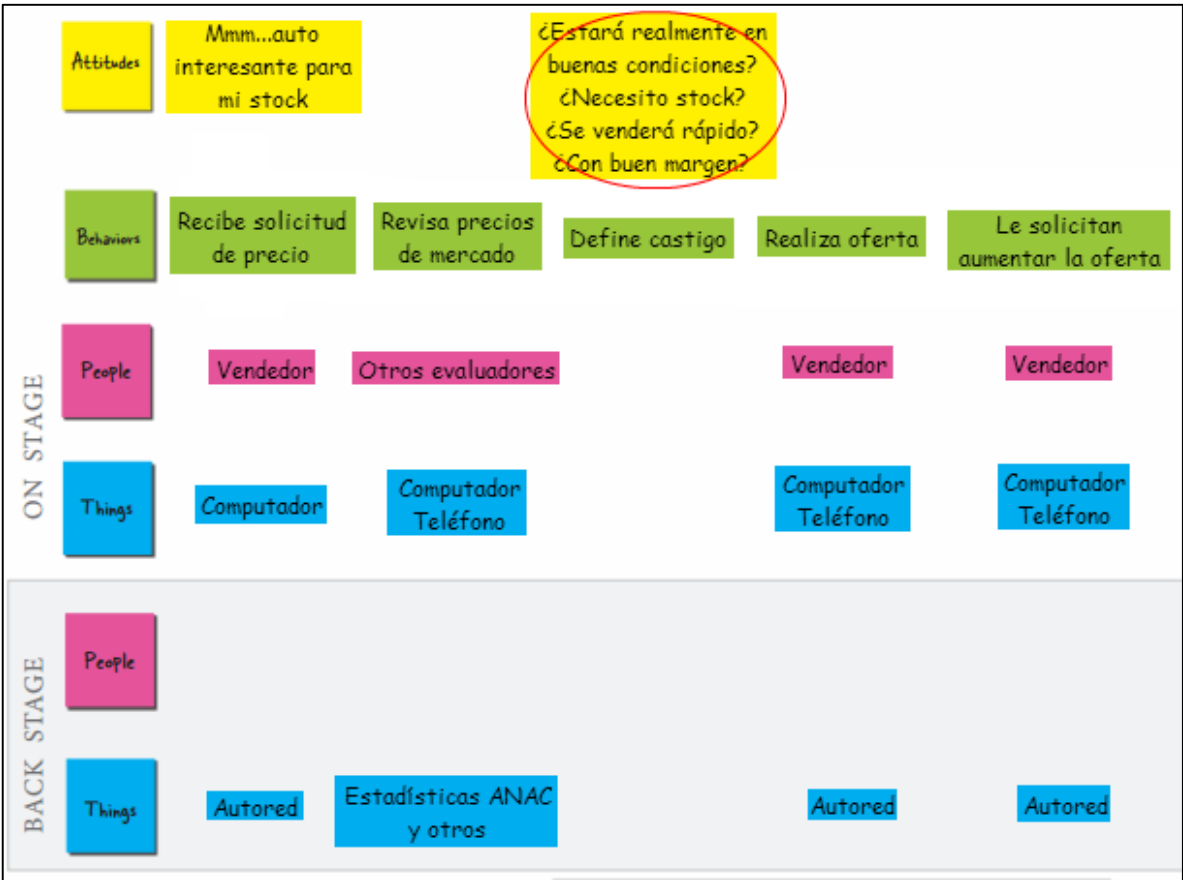 Attitudes
Mmm...auto
interesante para
mi stock
¿Estará realmente en
buenas condiciones?
¿Necesito stock?
¿Se venderá rápido?
¿Con buen margen?
Behaviors
Recibe solicitud
de precio
Revisa precios
de mercado
Define castigo
Realiza oferta
Le solicitan
aumentar la oferta
ON STAGE
People
Vendedor
Otros evaluadores
Vendedor
Vendedor
Things
Computador
Computador
Teléfono
Computador
Teléfono
Computador
Teléfono
BACK STAGE
People
Things
Autored
Estadísticas ANAC
y otros
Autored
Autored